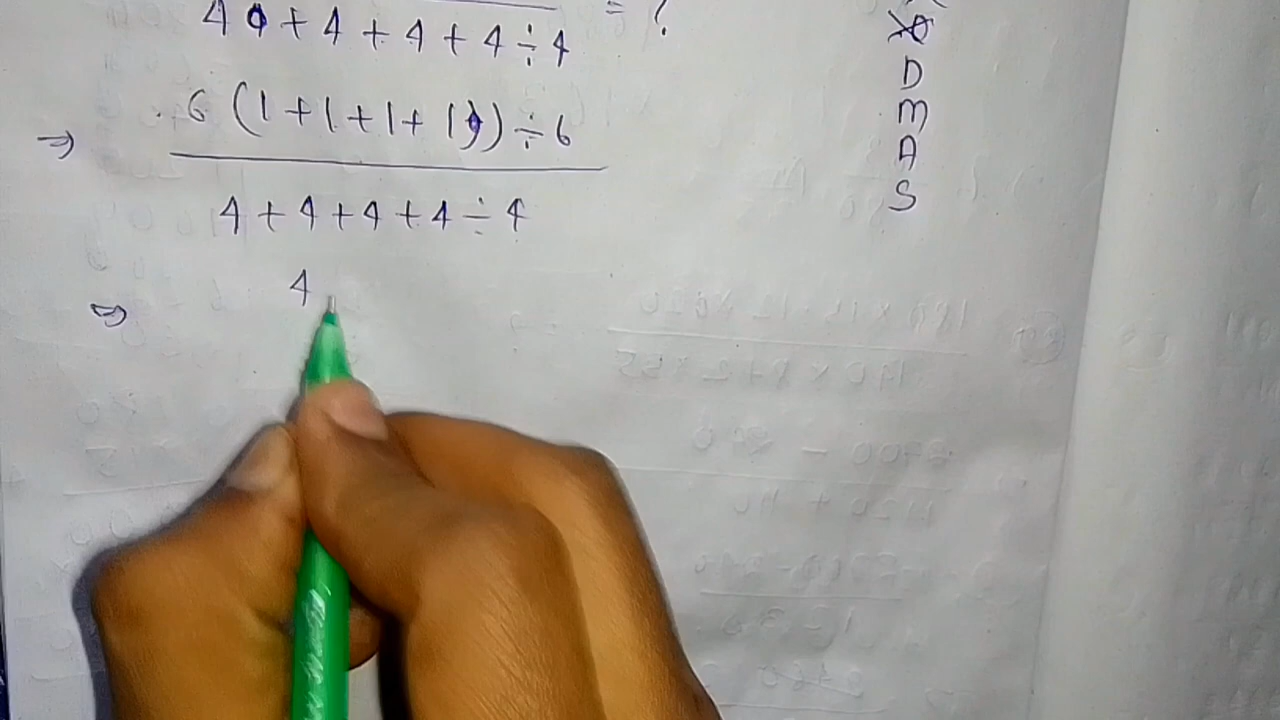 4 + 4 + 4 + 4 ÷ 4 = ?
⇒ 6 (1 + 1 + 1 + 1) ÷ 6
4 + 4 + 4 + 4 ÷ 4
⇒ 4
D
M
A
S